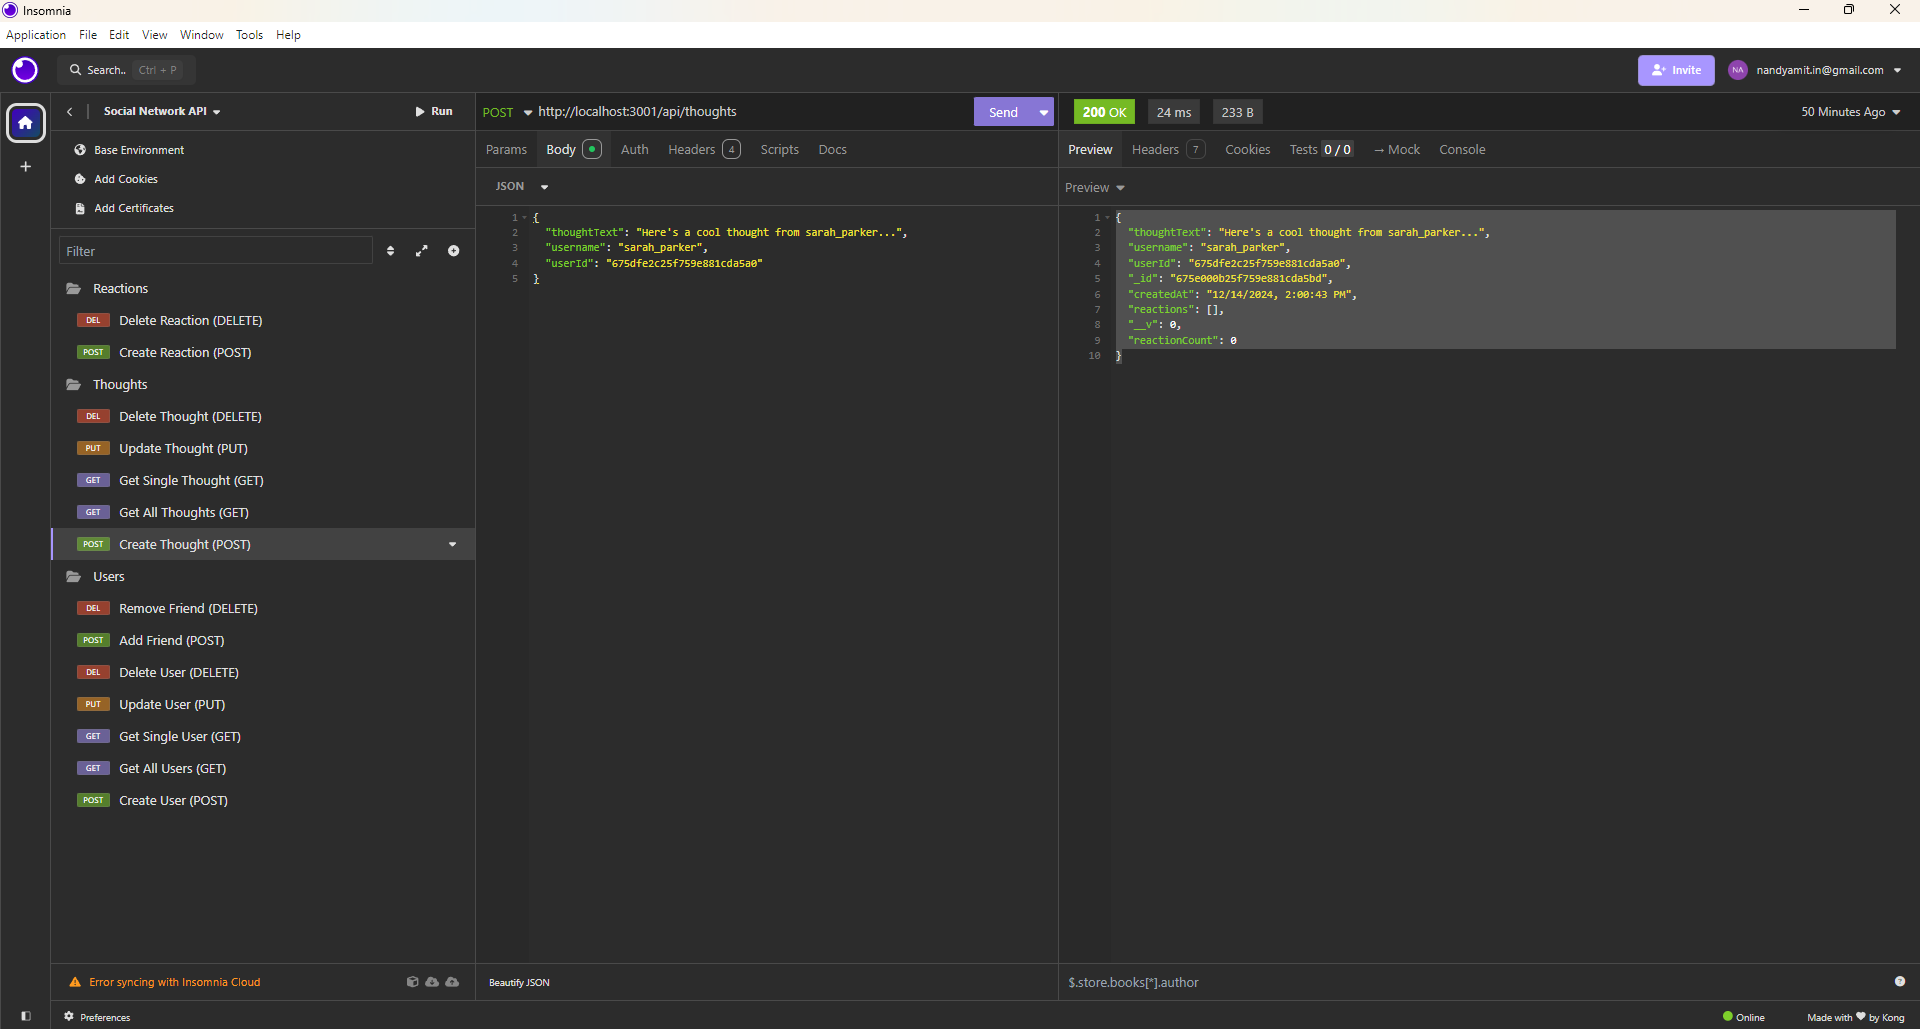 Insomnia
Application File Edit View Window Tools Help
Search.. Ctrl + P
Invite
NA nandyamit.in@gmail.com
Social Network API
Run
Base Environment
Add Cookies
Add Certificates
Filter
Reactions
DEL Delete Reaction (DELETE)
POST Create Reaction (POST)
Thoughts
DEL Delete Thought (DELETE)
PUT Update Thought (PUT)
GET Get Single Thought (GET)
GET Get All Thoughts (GET)
POST Create Thought (POST)
Users
DEL Remove Friend (DELETE)
POST Add Friend (POST)
DEL Delete User (DELETE)
PUT Update User (PUT)
GET Get Single User (GET)
GET Get All Users (GET)
POST Create User (POST)
Error syncing with Insomnia Cloud
Preferences
POST http://localhost:3001/api/thoughts Send
Params Body Auth Headers 4 Scripts Docs
JSON
1 {
2 "thoughtText": "Here's a cool thought from sarah_parker...",
3 "username": "sarah_parker",
4 "userId": "675dfe2c25f759e881cda5a0"
5 }
Beautify JSON
200 OK 24 ms 233 B 50 Minutes Ago
Preview Headers 7 Cookies Tests 0 / 0 → Mock Console
Preview
1 {
2 "thoughtText": "Here's a cool thought from sarah_parker...",
3 "username": "sarah_parker",
4 "userId": "675dfe2c25f759e881cda5a0",
5 "_id": "675e000b25f759e881cda5bd",
6 "createdAt": "12/14/2024, 2:00:43 PM",
7 "reactions": [],
8 "__v": 0,
9 "reactionCount": 0
10 }
$.store.books[*].author
Online
Made with ♥ by Kong